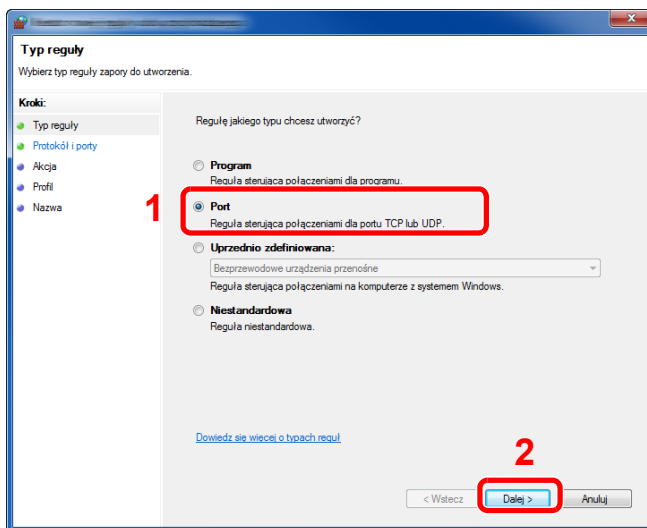 Typ reguły
Wybierz typ reguły zapory do utworzenia.
Kroki:
Typ reguły
Protokół i porty
Akcja
Profil
Nazwa
Regułę jakiego typu chcesz utworzyć?
Program
Reguła sterująca połączeniami dla programu.
1
Port
Reguła sterująca połączeniami dla portu TCP lub UDP.
Uprzednio zdefiniowana:
Bezprzewodowe urządzenia przenośne
Reguła sterująca połączeniami na komputerze z systemem Windows.
Niestandardowa
Reguła niestandardowa.
Dowiedz się więcej o typach reguł
2
< Wstecz
Dalej >
Anuluj